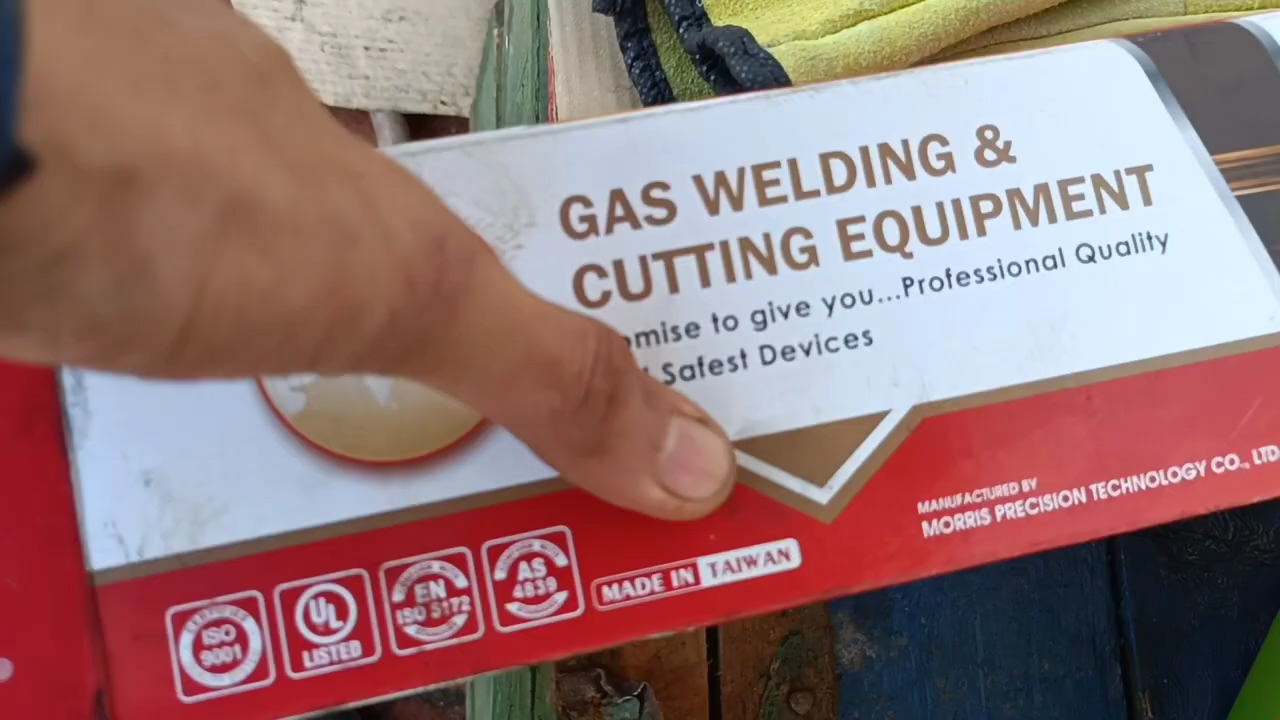 GAS WELDING &
CUTTING EQUIPMENT
to give you...Professional Quality
Safest Devices
MANUFACTURED BY
MORRIS PRECISION TECHNOLOGY CO., LTD
ISO
9001
UL
LISTED
EN
ISO 5172
AS
4839
MADE IN TAIWAN